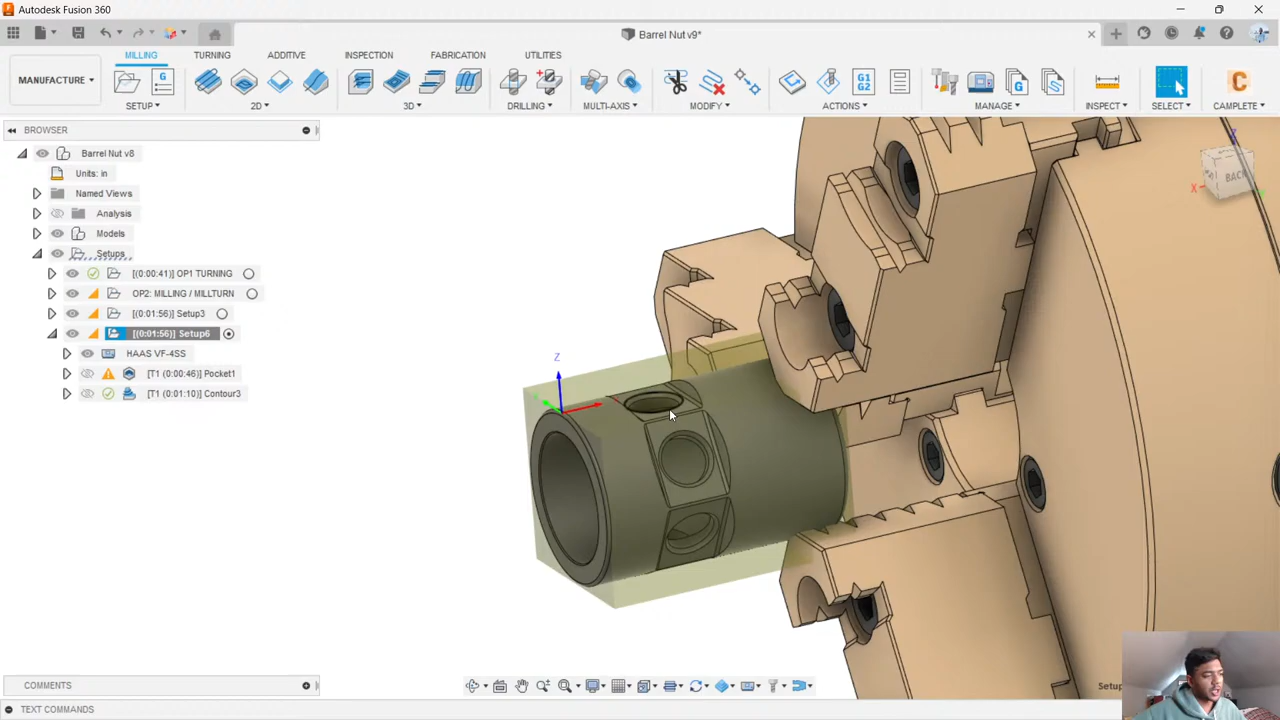 Autodesk Fusion 360
Barrel Nut v9*
MANUFACTURE
MILLING TURNING ADDITIVE INSPECTION FABRICATION UTILITIES
SETUP 2D 3D DRILLING MULTI-AXIS MODIFY ACTIONS MANAGE INSPECT SELECT COMPLETE
G
G1
G2
G
C
BROWSER
Barrel Nut v8
Units: in
Named Views
Analysis
Models
Setups
[(0:00:41)] OP1 TURNING
OP2: MILLING / MILLTURN
[(0:01:56)] Setup3
[(0:01:56)] Setup6
HAAS VF-4SS
[T1 (0:00:46)] Pocket1
[T1 (0:01:10)] Contour3
Z
Z
X
BACK
COMMENTS
TEXT COMMANDS